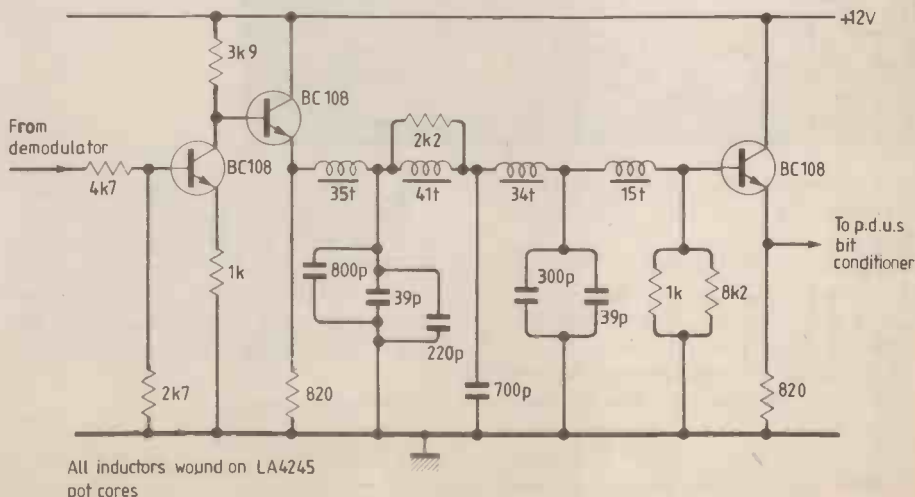 +12V
3k9
BC108
From
demodulator
BC108
2k2
BC108
4k7
35t
41t
34t
15t
To p.d.u.s
bit
conditioner
1k
800p
39p
220p
300p
39p
1k
8k2
2k7
820
700p
820
All inductors wound on LA4245
pot cores